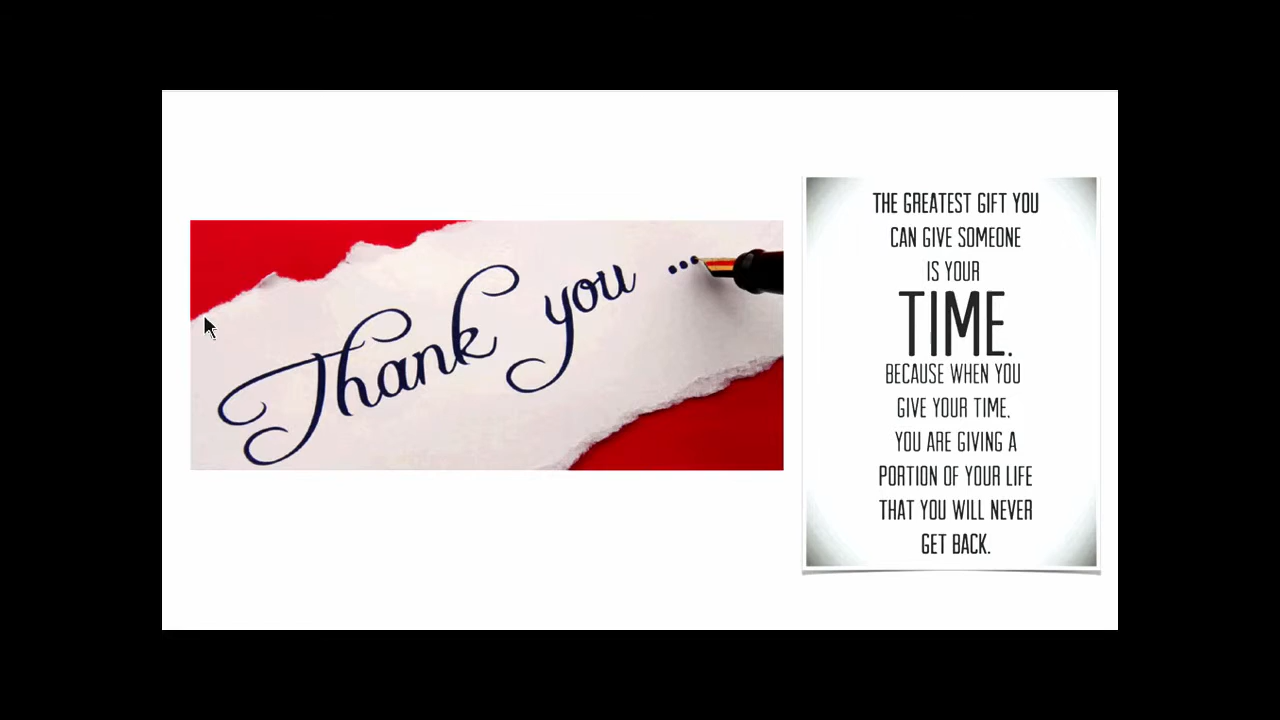 Thank you ...
THE GREATEST GIFT YOU
CAN GIVE SOMEONE
IS YOUR
TIME.
BECAUSE WHEN YOU
GIVE YOUR TIME,
YOU ARE GIVING A
PORTION OF YOUR LIFE
THAT YOU WILL NEVER
GET BACK.